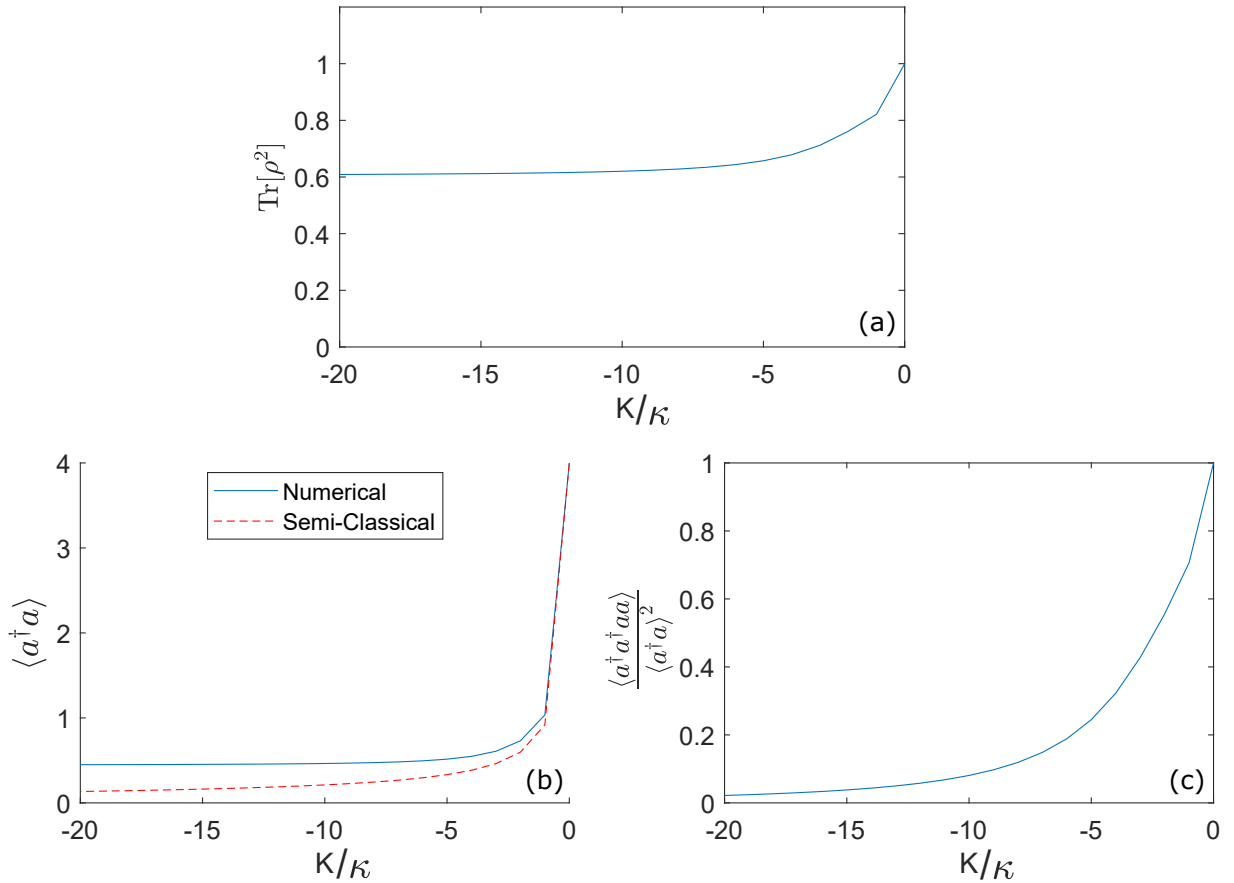 Tr[ρ²]
1
0.8
0.6
0.4
0.2
0
-20 -15 -10 -5 0
K/κ
(a)
⟨a†a⟩
4
3
2
1
0
-20 -15 -10 -5 0
K/κ
Numerical
Semi-Classical
(b)
⟨a†a†aa⟩
⟨a†a⟩²
1
0.8
0.6
0.4
0.2
0
-20 -15 -10 -5 0
K/κ
(c)